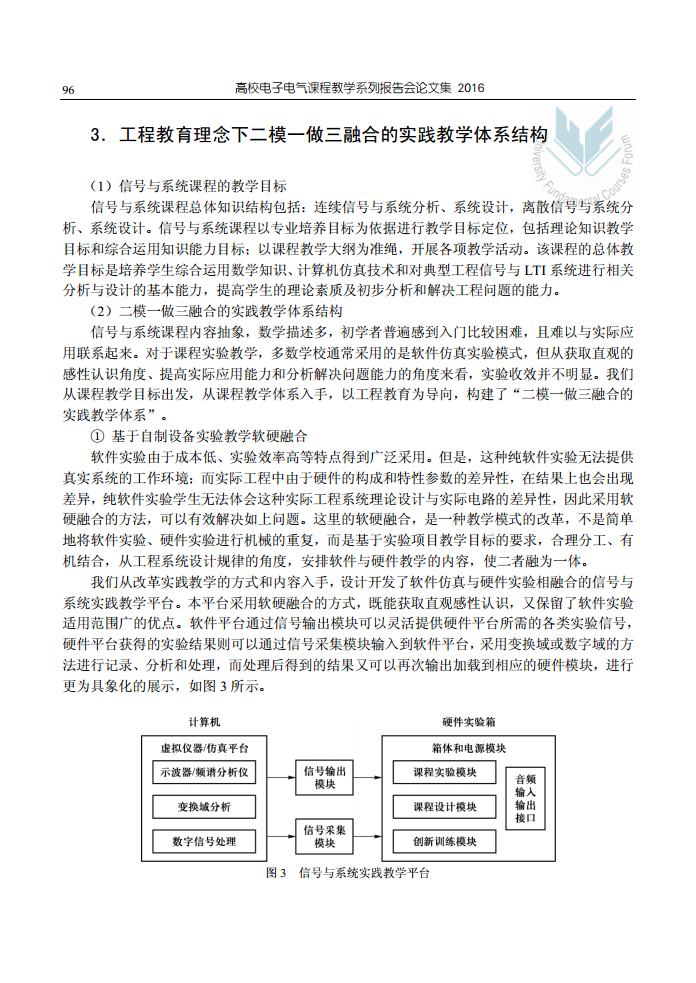 96
高校电子电气课程教学系列报告会论文集 2016
3．工程教育理念下二模一做三融合的实践教学体系结构
University Fundamental Courses Forum
（1）信号与系统课程的教学目标
信号与系统课程总体知识结构包括：连续信号与系统分析、系统设计，离散信号与系统分
析、系统设计。信号与系统课程以专业培养目标为依据进行教学目标定位，包括理论知识教学
目标和综合运用知识能力目标；以课程教学大纲为准绳，开展各项教学活动。该课程的总体教
学目标是培养学生综合运用数学知识、计算机仿真技术和对典型工程信号与 LTI 系统进行相关
分析与设计的基本能力，提高学生的理论素质及初步分析和解决工程问题的能力。
（2）二模一做三融合的实践教学体系结构
信号与系统课程内容抽象，数学描述多，初学者普遍感到入门比较困难，且难以与实际应
用联系起来。对于课程实验教学，多数学校通常采用的是软件仿真实验模式，但从获取直观的
感性认识角度、提高实际应用能力和分析解决问题能力的角度来看，实验收效并不明显。我们
从课程教学目标出发，从课程教学体系入手，以工程教育为导向，构建了“二模一做三融合的
实践教学体系”。
① 基于自制设备实验教学软硬融合
软件实验由于成本低、实验效率高等特点得到广泛采用。但是，这种纯软件实验无法提供
真实系统的工作环境；而实际工程中由于硬件的构成和特性参数的差异性，在结果上也会出现
差异，纯软件实验学生无法体会这种实际工程系统理论设计与实际电路的差异性，因此采用软
硬融合的方法，可以有效解决如上问题。这里的软硬融合，是一种教学模式的改革，不是简单
地将软件实验、硬件实验进行机械的重复，而是基于实验项目教学目标的要求，合理分工、有
机结合，从工程系统设计规律的角度，安排软件与硬件教学的内容，使二者融为一体。
我们从改革实践教学的方式和内容入手，设计开发了软件仿真与硬件实验相融合的信号与
系统实践教学平台。本平台采用软硬融合的方式，既能获取直观感性认识，又保留了软件实验
适用范围广的优点。软件平台通过信号输出模块可以灵活提供硬件平台所需的各类实验信号，
硬件平台获得的实验结果则可以通过信号采集模块输入到软件平台，采用变换域或数字域的方
法进行记录、分析和处理，而处理后得到的结果又可以再次输出加载到相应的硬件模块，进行
更为具象化的展示，如图 3 所示。
计算机
虚拟仪器/仿真平台
示波器/频谱分析仪
变换域分析
数字信号处理
信号输出
模块
信号采集
模块
硬件实验箱
箱体和电源模块
课程实验模块
课程设计模块
创新训练模块
音频
输入
输出
接口
图 3 信号与系统实践教学平台